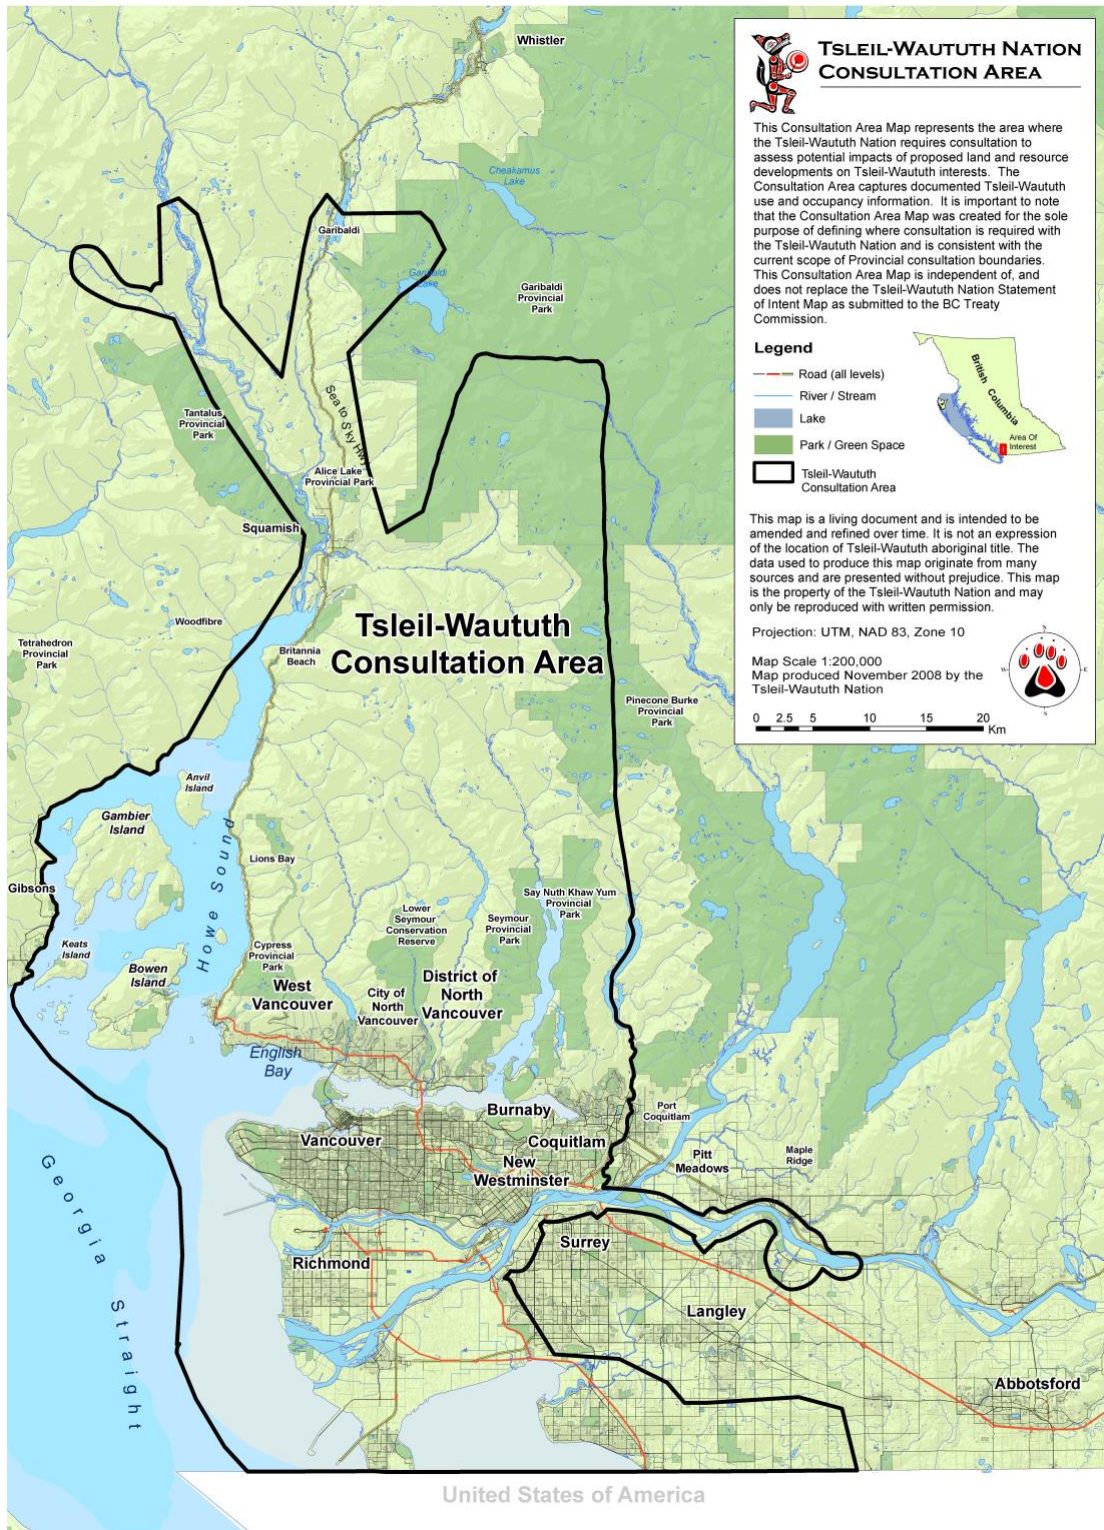 Whistler
TSLEIL-WAUTUTH NATION
CONSULTATION AREA
This Consultation Area Map represents the area where
the Tsleil-Waututh Nation requires consultation to
assess potential impacts of proposed land and resource
developments on Tsleil-Waututh interests. The
Consultation Area captures documented Tsleil-Waututh
use and occupancy information. It is important to note
that the Consultation Area Map was created for the sole
purpose of defining where consultation is required with
the Tsleil-Waututh Nation and is consistent with the
current scope of Provincial consultation boundaries.
This Consultation Area Map is independent of, and
does not replace the Tsleil-Waututh Nation Statement
of Intent Map as submitted to the BC Treaty
Commission.
Legend
Road (all levels)
River / Stream
Lake
Park / Green Space
Tsleil-Waututh
Consultation Area
British Columbia
Area Of
Interest
This map is a living document and is intended to be
amended and refined over time. It is not an expression
of the location of Tsleil-Waututh aboriginal title. The
data used to produce this map originate from many
sources and are presented without prejudice. This map
is the property of the Tsleil-Waututh Nation and may
only be reproduced with written permission.
Projection: UTM, NAD 83, Zone 10
Map Scale 1:200,000
Map produced November 2008 by the
Tsleil-Waututh Nation
N
W
E
S
0 2.5 5 10 15 20
Km
Cheakamus
Lake
Garibaldi
Garibaldi
Lake
Garibaldi
Provincial
Park
Sea to Sky Hwy
Tantalus
Provincial
Park
Alice Lake
Provincial Park
Squamish
Woodfibre
Tsleil-Waututh
Consultation Area
Tetrahedron
Provincial
Park
Britannia
Beach
Pinecone Burke
Provincial
Park
Anvil
Island
Gambier
Island
Howe Sound
Lions Bay
Gibsons
Say Nuth Khaw Yum
Provincial
Park
Lower
Seymour
Conservation
Reserve
Seymour
Provincial
Park
Keats
Island
Bowen
Island
Cypress
Provincial
Park
West
Vancouver
City of
North
Vancouver
District of
North
Vancouver
English
Bay
Burnaby
Port
Coquitlam
Vancouver
Coquitlam
New
Westminster
Pitt
Meadows
Maple
Ridge
Georgia Straight
Richmond
Surrey
Langley
Abbotsford
United States of America